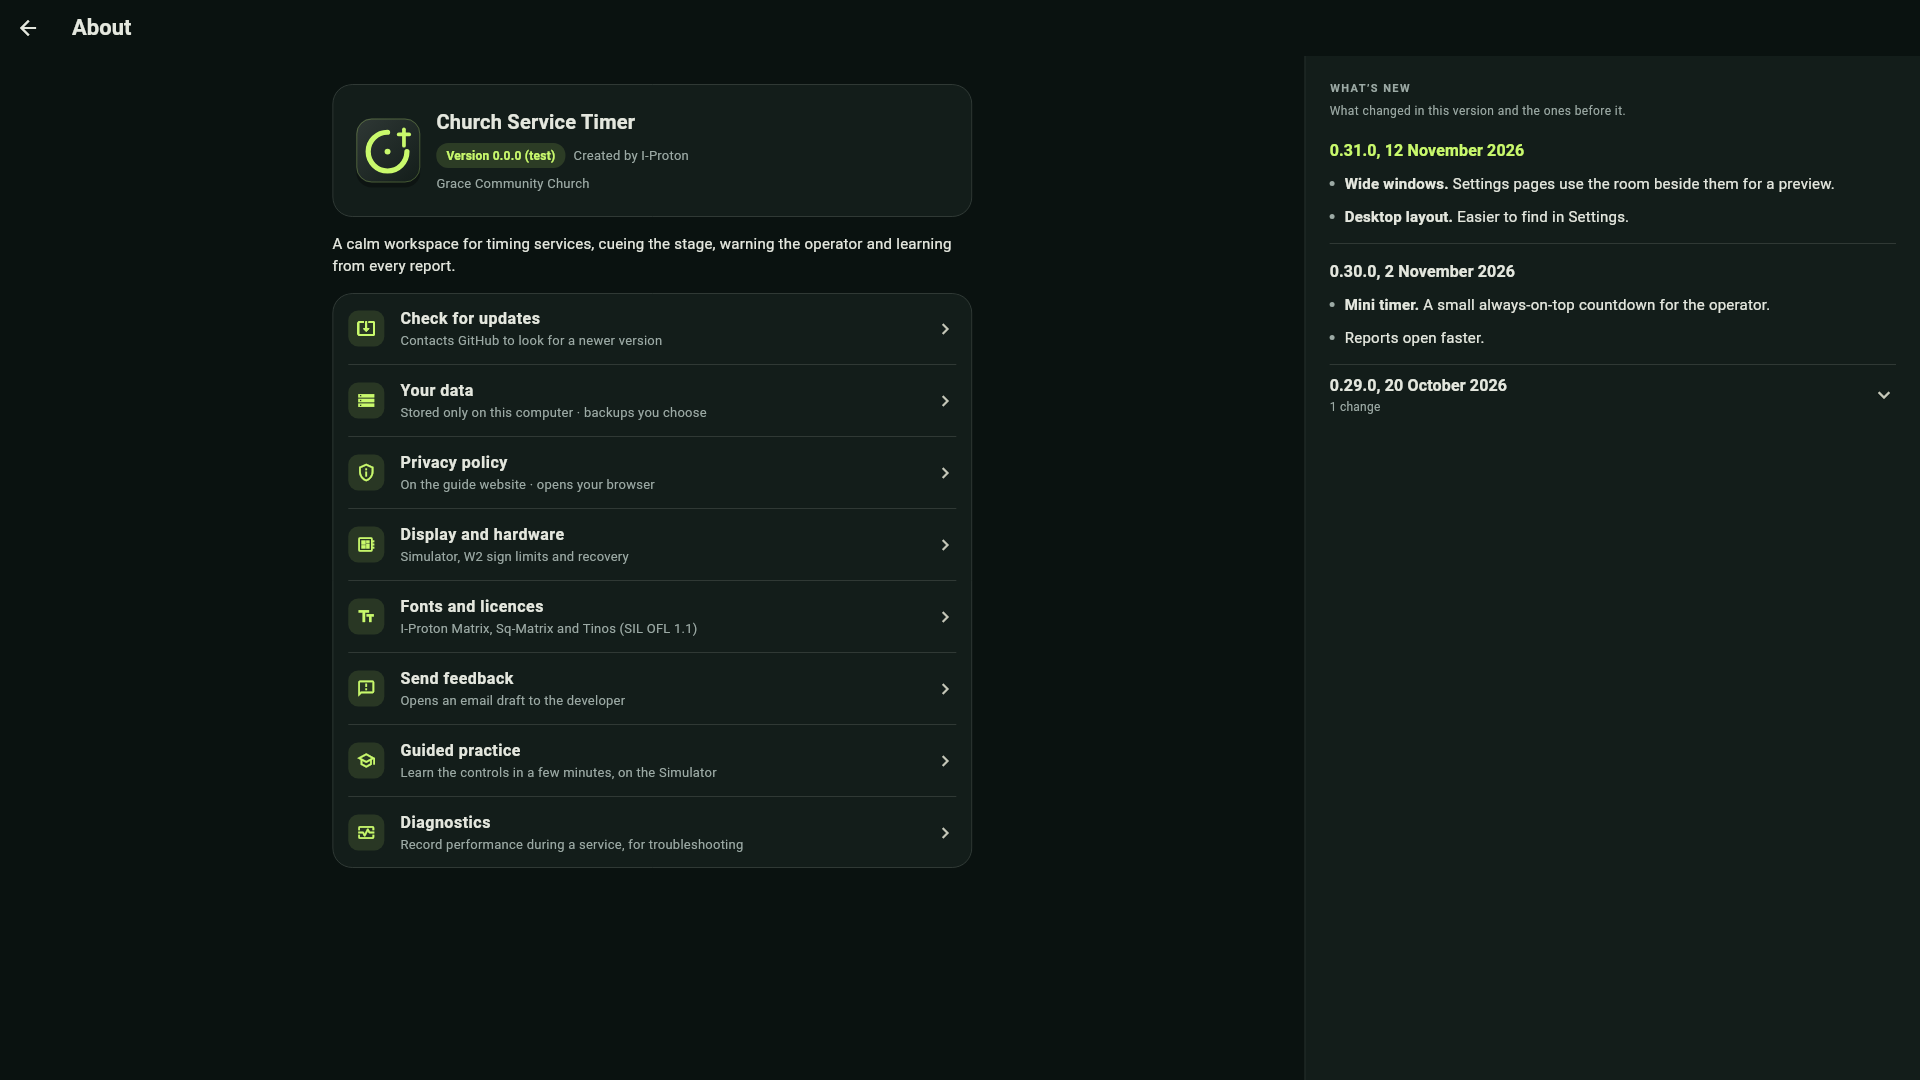 About
Church Service Timer
Version 0.0.0 (test) Created by I-Proton
Grace Community Church
A calm workspace for timing services, cueing the stage, warning the operator and learning
from every report.
Check for updates
Contacts GitHub to look for a newer version
Your data
Stored only on this computer · backups you choose
Privacy policy
On the guide website · opens your browser
Display and hardware
Simulator, W2 sign limits and recovery
Fonts and licences
I-Proton Matrix, Sq-Matrix and Tinos (SIL OFL 1.1)
Send feedback
Opens an email draft to the developer
Guided practice
Learn the controls in a few minutes, on the Simulator
Diagnostics
Record performance during a service, for troubleshooting
WHAT'S NEW
What changed in this version and the ones before it.
0.31.0, 12 November 2026
• Wide windows. Settings pages use the room beside them for a preview.
• Desktop layout. Easier to find in Settings.
0.30.0, 2 November 2026
• Mini timer. A small always-on-top countdown for the operator.
• Reports open faster.
0.29.0, 20 October 2026
1 change